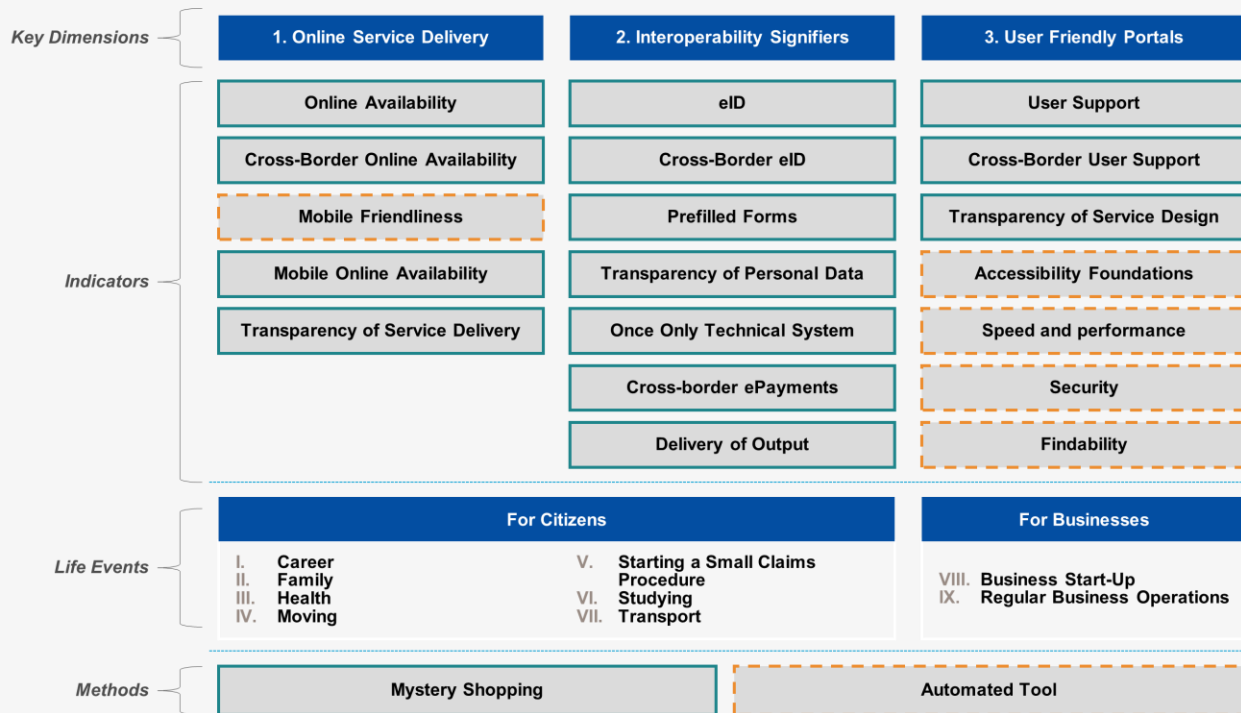 Key Dimensions
1. Online Service Delivery
2. Interoperability Signifiers
3. User Friendly Portals
Indicators
Online Availability
Cross-Border Online Availability
Mobile Friendliness
Mobile Online Availability
Transparency of Service Delivery
eID
Cross-Border eID
Prefilled Forms
Transparency of Personal Data
Once Only Technical System
Cross-border ePayments
Delivery of Output
User Support
Cross-Border User Support
Transparency of Service Design
Accessibility Foundations
Speed and performance
Security
Findability
Life Events
For Citizens
I. Career
II. Family
III. Health
IV. Moving
V. Starting a Small Claims
Procedure
VI. Studying
VII. Transport
For Businesses
VIII. Business Start-Up
IX. Regular Business Operations
Methods
Mystery Shopping
Automated Tool